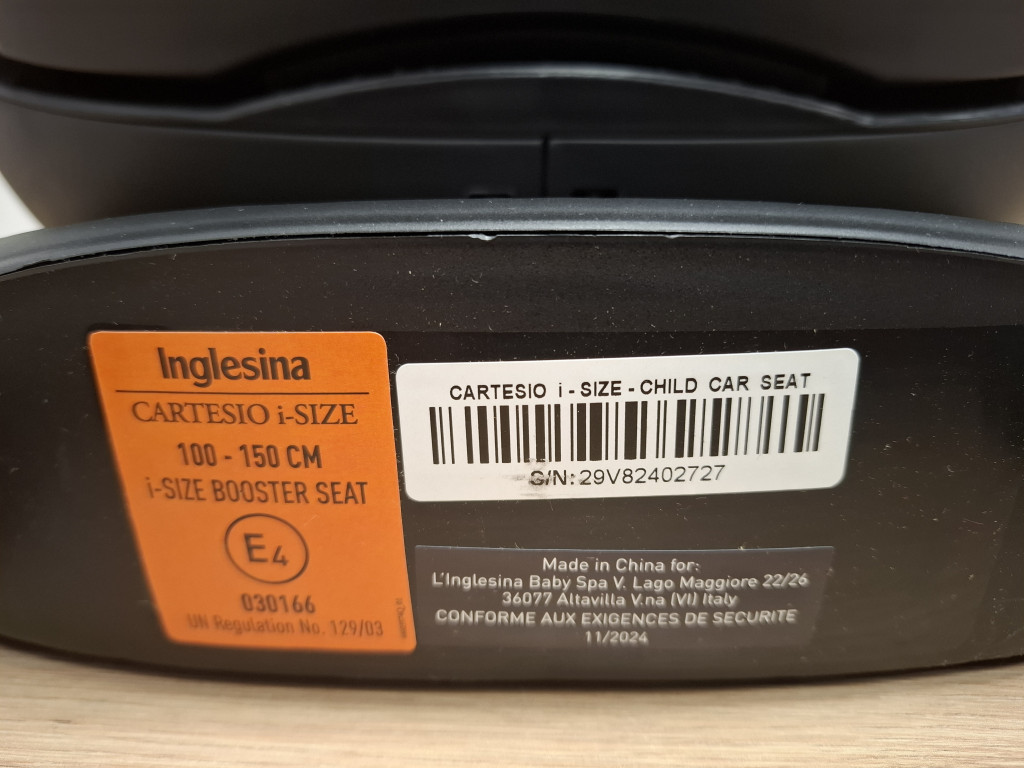 Inglesina
CARTESIO i-SIZE
100 - 150 CM
i-SIZE BOOSTER SEAT
E4
030166
UN Regulation No. 129/03
CARTESIO i - SIZE - CHILD CAR SEAT
S/N: 29V82402727
Made in China for:
L'Inglesina Baby Spa V. Lago Maggiore 22/26
36077 Altavilla V.na (VI) Italy
CONFORME AUX EXIGENCES DE SECURITE
11/2024